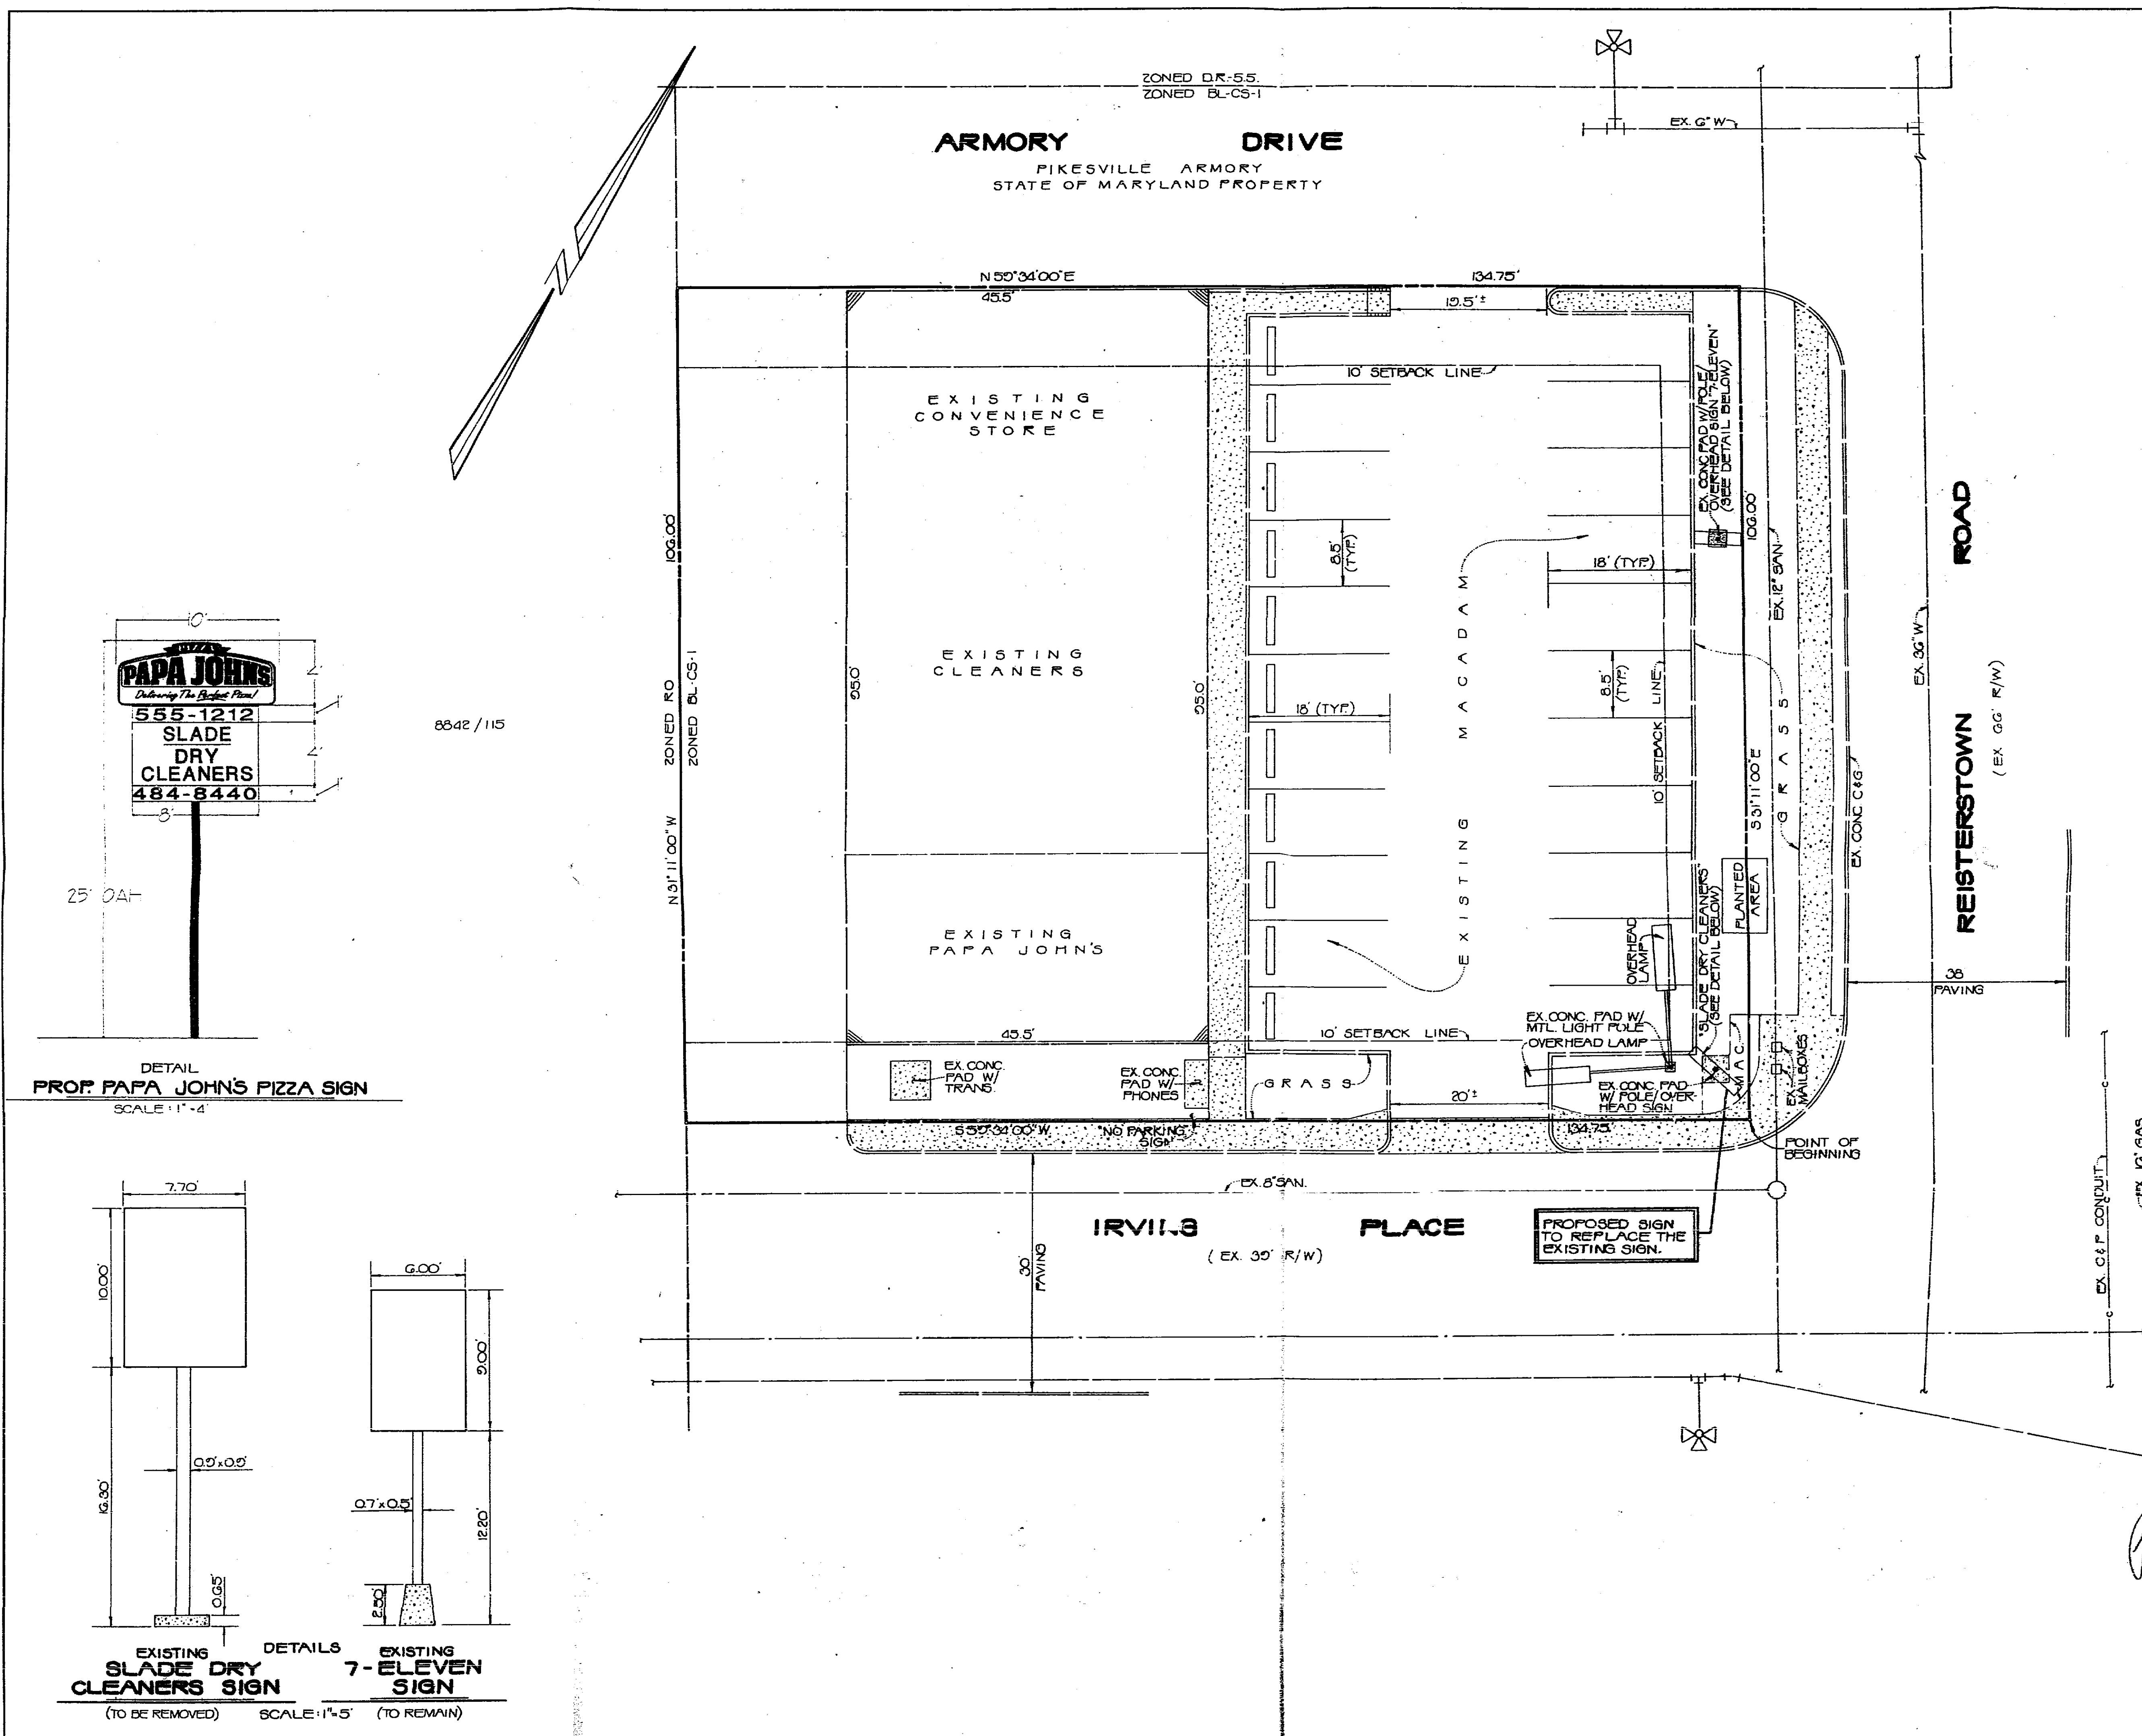 ZONED D.R.-5.5.
ZONED BL-CS-1
EX. 6" W
ARMORY DRIVE
PIKESVILLE ARMORY
STATE OF MARYLAND PROPERTY
N 59°34'00" E
134.75'
45.5'
19.5'±
10' SETBACK LINE
EXISTING
CONVENIENCE
STORE
EX. CONC. PAD W/POLE/
OVERHEAD SIGN "7-ELEVEN"
(SEE DETAIL BELOW)
106.00'
106.00'
EX. 12" SAN.
ROAD
8.5'
(TYP.)
18' (TYP.)
EXISTING MACADAM
EX. 36" W
10'
PIZZA
PAPA JOHNS
Delivering The Perfect Pizza!
555-1212
SLADE
DRY
CLEANERS
484-8440
8'
25' OAH
8842/115
ZONED RO
ZONED BL-CS-1
EXISTING
CLEANERS
95.0'
95.0'
18' (TYP.)
8.5'
(TYP.)
10' SETBACK LINE
GRASS
REISTERSTOWN
(EX. 66' R/W)
N 31°11'00" W
S 31°11'00" E
EX. CONC. C&G
PLANTED
AREA
"SLADE DRY CLEANERS"
(SEE DETAIL BELOW)
EXISTING
PAPA JOHN'S
OVERHEAD
LAMP
38
PAVING
45.5'
10' SETBACK LINE
EX. CONC. PAD W/
MTL. LIGHT POLE
OVERHEAD LAMP
MAC.
EX.
MAILBOXES
EX. CONC.
PAD W/
TRANS.
EX. CONC.
PAD W/
PHONES
GRASS
20'±
EX. CONC. PAD
W/ POLE/OVER-
HEAD SIGN
S 59°34'00" W
"NO PARKING
SIGN"
134.75'
POINT OF
BEGINNING
DETAIL
PROP. PAPA JOHN'S PIZZA SIGN
SCALE: 1"=4'
EX. 8" SAN.
PLACE
(EX. 39' R/W)
30'
PAVING
PROPOSED SIGN
TO REPLACE THE
EXISTING SIGN.
EX. C&P CONDUIT
7.70'
10.00'
16.30'
0.9'x0.9'
0.65'
6.00'
9.00'
0.7'x0.5'
12.20'
2.50'
DETAILS
EXISTING
SLADE DRY
CLEANERS SIGN
(TO BE REMOVED)
EXISTING
7-ELEVEN
SIGN
(TO REMAIN)
SCALE: 1"=5'